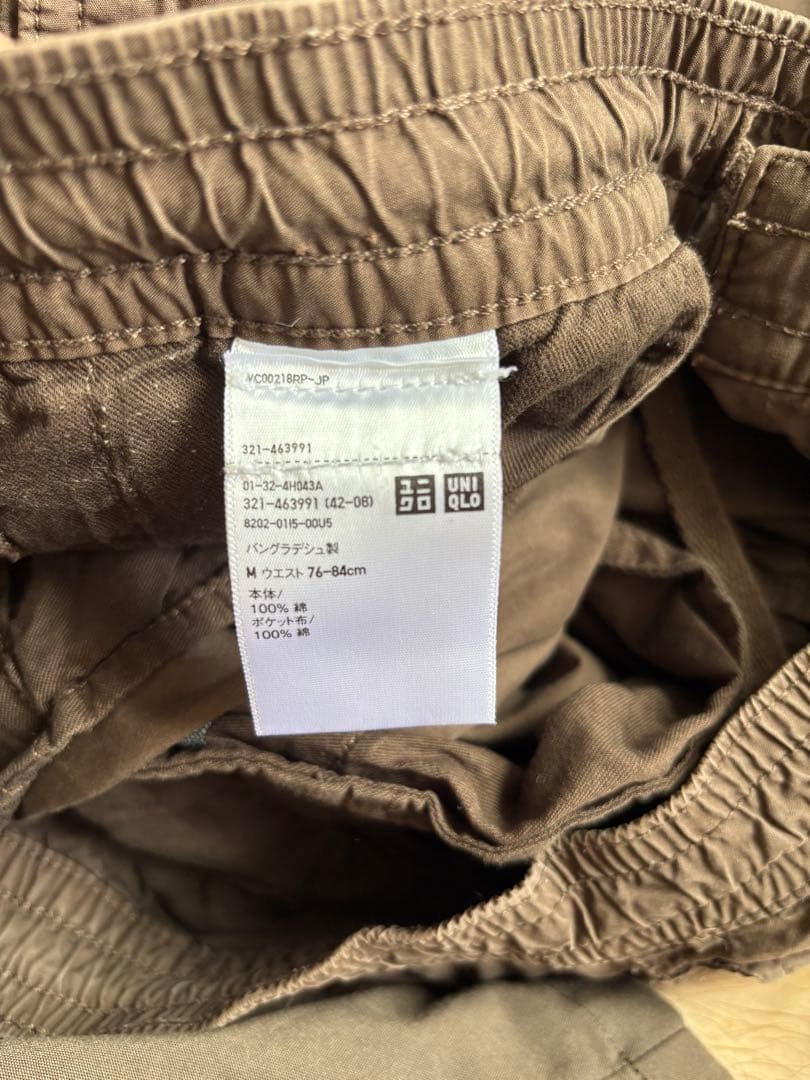 VC00218RP-JP
321-463991
01-32-4H043A
321-463991 (42-08)
8202-0115-00U5
ユニ
クロ
UNI
QLO
バングラデシュ製
M ウエスト 76-84cm
本体/
100% 綿
ポケット布/
100% 綿